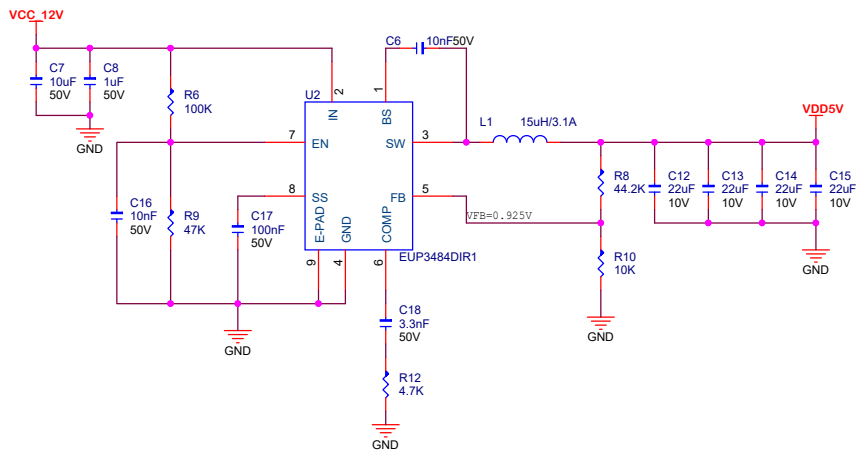 VCC_12V
C6
10nF50V
C7
10uF
50V
C8
1uF
50V
R6
100K
U2
2
1
IN
BS
7
EN
SW
3
L1
15uH/3.1A
VDD5V
GND
8
SS
FB
5
VFB=0.925V
R8
44.2K
C12
22uF
10V
C13
22uF
10V
C14
22uF
10V
C15
22uF
10V
C16
10nF
50V
R9
47K
C17
100nF
50V
E-PAD
GND
COMP
9
4
6
EUP3484DIR1
R10
10K
GND
GND
C18
3.3nF
50V
GND
R12
4.7K
GND